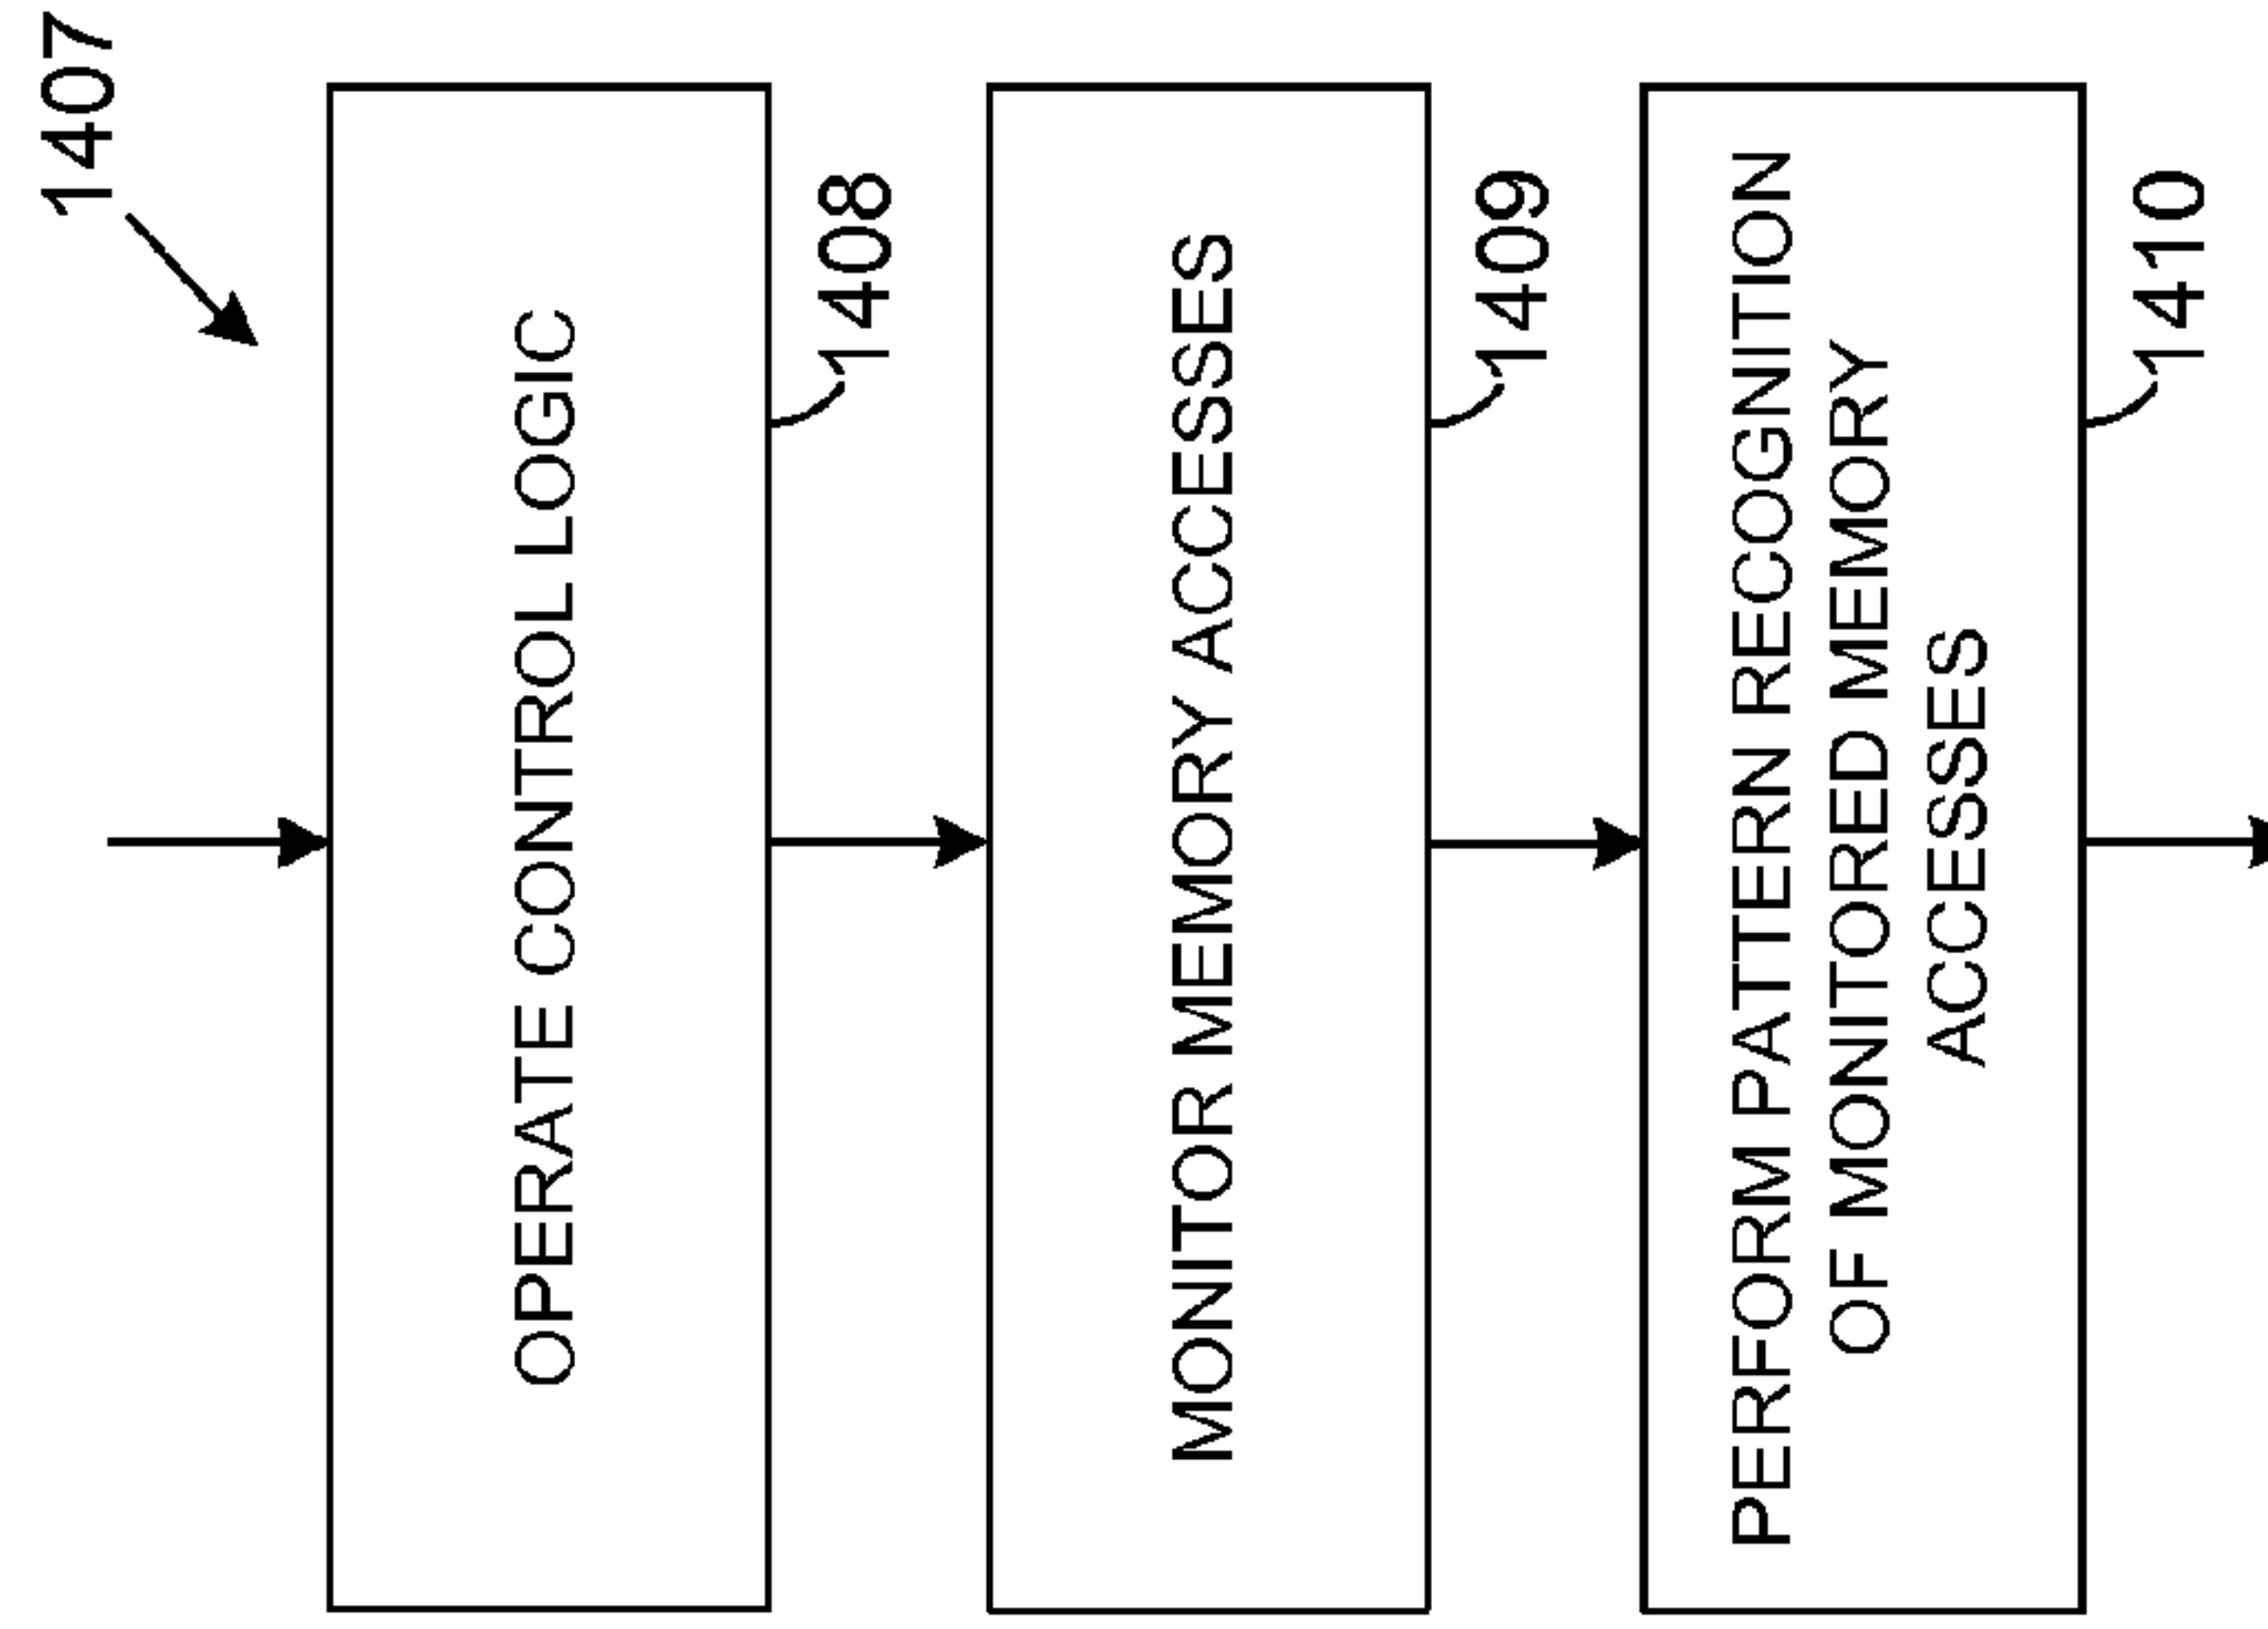 1407
OPERATE CONTROL LOGIC
1408
MONITOR MEMORY ACCESSES
1409
PERFORM PATTERN RECOGNITION
OF MONITORED MEMORY
ACCESSES
1410